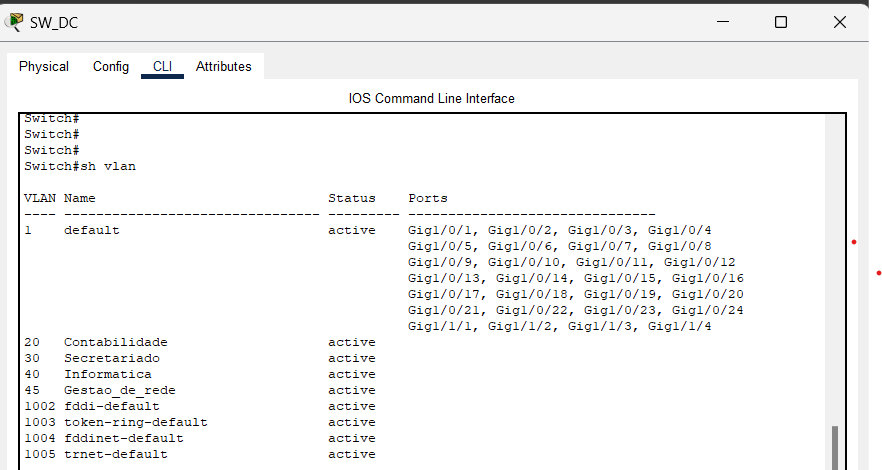 SW_DC
Physical Config CLI Attributes
IOS Command Line Interface
Switch#
Switch#
Switch#
Switch#sh vlan
VLAN Name Status Ports
---- -------------------------------- --------- -------------------------------
1 default active Gig1/0/1, Gig1/0/2, Gig1/0/3, Gig1/0/4
Gig1/0/5, Gig1/0/6, Gig1/0/7, Gig1/0/8
Gig1/0/9, Gig1/0/10, Gig1/0/11, Gig1/0/12
Gig1/0/13, Gig1/0/14, Gig1/0/15, Gig1/0/16
Gig1/0/17, Gig1/0/18, Gig1/0/19, Gig1/0/20
Gig1/0/21, Gig1/0/22, Gig1/0/23, Gig1/0/24
Gig1/1/1, Gig1/1/2, Gig1/1/3, Gig1/1/4
20 Contabilidade active
30 Secretariado active
40 Informatica active
45 Gestao_de_rede active
1002 fddi-default active
1003 token-ring-default active
1004 fddinet-default active
1005 trnet-default active